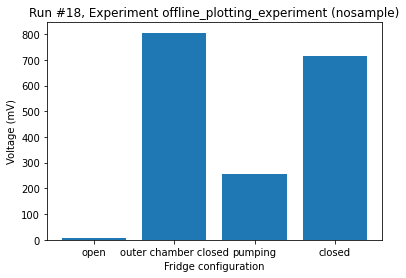 Run #18, Experiment offline_plotting_experiment (nosample)
800
700
600
500
400
300
200
100
0
Voltage (mV)
open outer chamber closed pumping closed
Fridge configuration